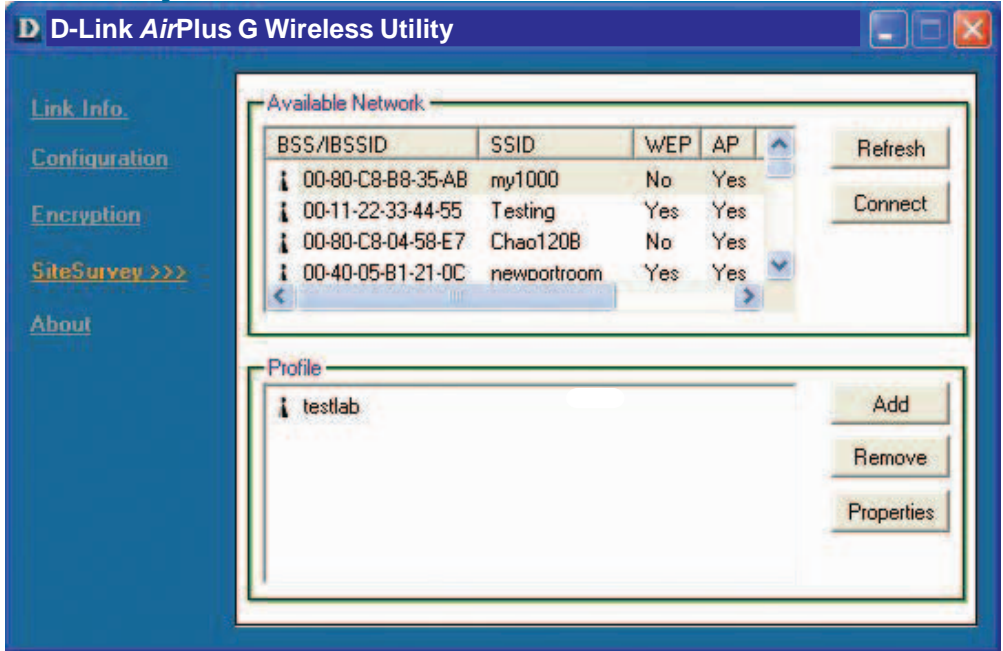 D D-Link AirPlus G Wireless Utility
Link Info.
Configuration
Encryption
SiteSurvey >>>
About
Available Network
BSS/IBSSID SSID WEP AP
00-80-C8-B8-35-AB my1000 No Yes
00-11-22-33-44-55 Testing Yes Yes
00-80-C8-04-58-E7 Chao120B No Yes
00-40-05-B1-21-0C newportroom Yes Yes
Refresh
Connect
Profile
testlab
Add
Remove
Properties